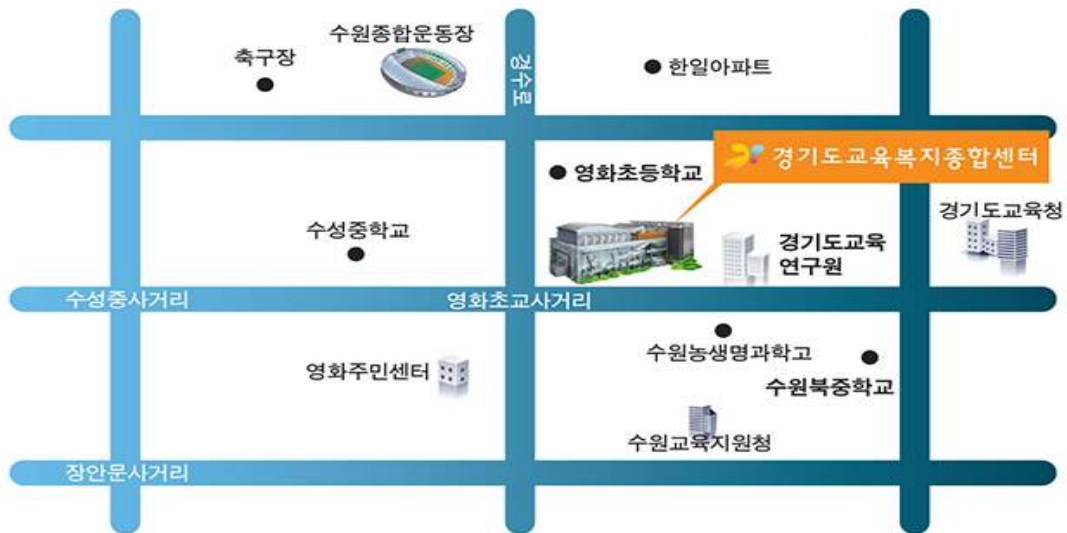 수원종합운동장
축구장
경수로
한일아파트
경기도교육복지종합센터
영화초등학교
경기도교육청
수성중학교
경기도교육
연구원
수성중사거리
영화초교사거리
수원농생명과학고
영화주민센터
수원북중학교
수원교육지원청
장안문사거리